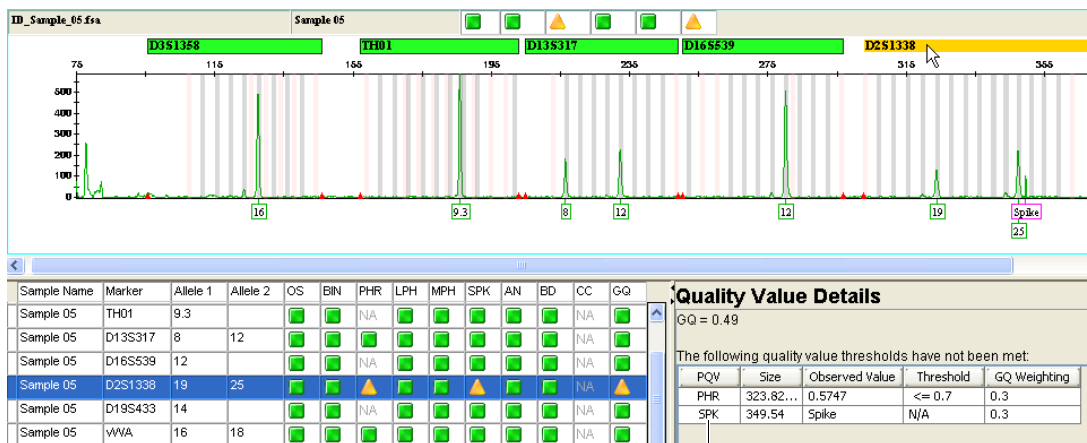 ID_Sample_05.fsa Sample 05
D3S1358 TH01 D13S317 D16S539 D2S1338
75 115 155 195 235 275 315 355
500
400
300
200
100
0
16 9.3 8 12 12 19 Spike
25
Sample Name Marker Allele 1 Allele 2 OS BIN PHR LPH MPH SPK AN BD CC GQ
Sample 05 TH01 9.3 NA NA
Sample 05 D13S317 8 12 NA
Sample 05 D16S539 12 NA NA
Sample 05 D2S1338 19 25 NA
Sample 05 D19S433 14 NA NA
Sample 05 vWA 16 18 NA
Quality Value Details
GQ = 0.49
The following quality value thresholds have not been met:
PQV Size Observed Value Threshold GQ Weighting
PHR 323.82... 0.5747 <= 0.7 0.3
SPK 349.54 Spike N/A 0.3